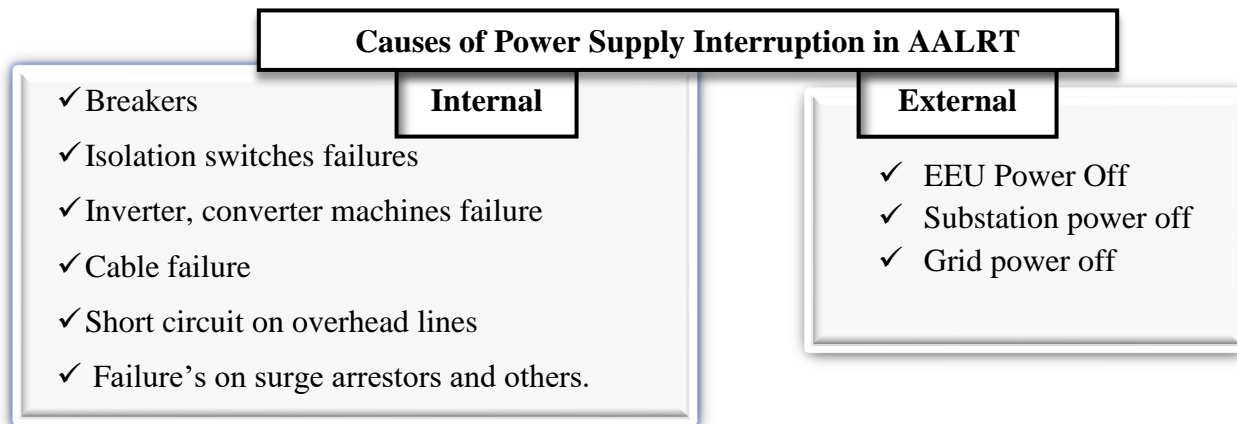 Causes of Power Supply Interruption in AALRT
Internal
✓ Breakers
✓ Isolation switches failures
✓ Inverter, converter machines failure
✓ Cable failure
✓ Short circuit on overhead lines
✓ Failure’s on surge arrestors and others.
External
✓ EEU Power Off
✓ Substation power off
✓ Grid power off